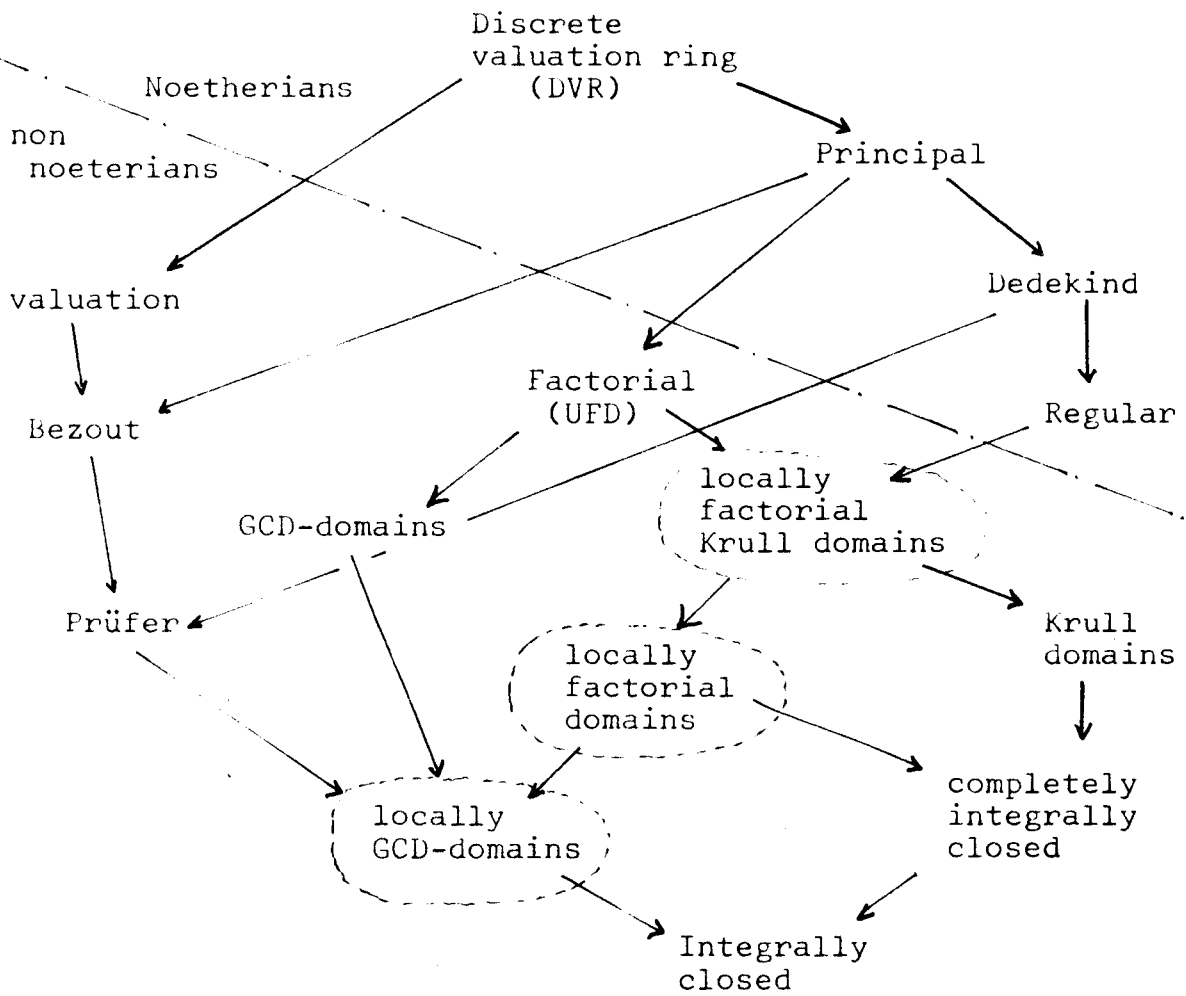 Discrete
valuation ring
(DVR)
Noetherians
non
noeterians
Principal
valuation
Dedekind
Factorial
(UFD)
Bezout
Regular
locally
factorial
Krull domains
GCD-domains
Prüfer
Krull
domains
locally
factorial
domains
completely
integrally
closed
locally
GCD-domains
Integrally
closed